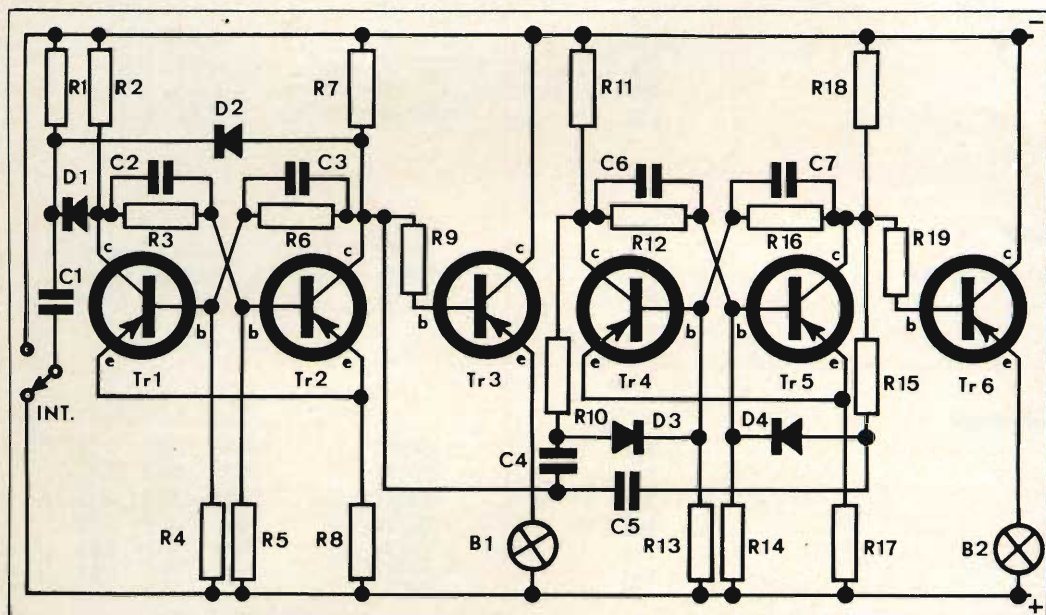 −
R1
R2
R7
R11
R18
D2
C2
C3
C6
C7
D1
R3
R6
R9
R12
R16
R19
C1
c
c
c
c
c
c
b
b
b
b
b
b
e
e
e
e
e
e
Tr1
Tr2
Tr3
Tr4
Tr5
Tr6
INT.
R10
D3
D4
R15
C4
C5
R4
R5
R8
B1
R13
R14
R17
B2
+